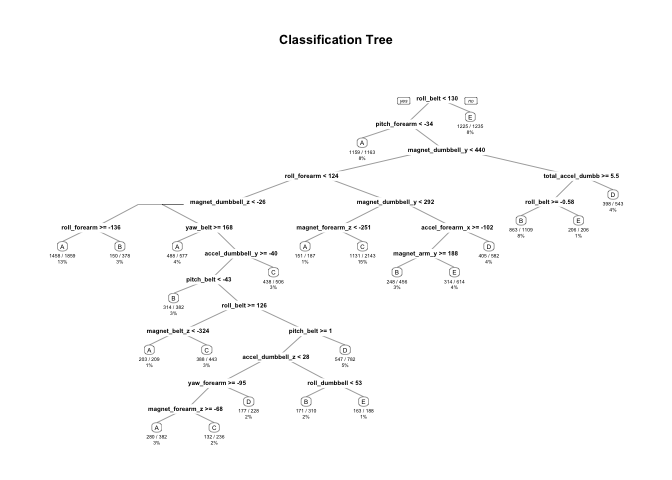 Classification Tree
yes
roll_belt < 130
no
pitch_forearm < -34
E
1225 / 1235
8%
A
1159 / 1163
8%
magnet_dumbbell_y < 440
roll_forearm < 124
total_accel_dumbb >= 5.5
magnet_dumbbell_z < -26
magnet_dumbbell_y < 292
roll_belt >= -0.58
D
398 / 543
4%
roll_forearm >= -136
yaw_belt >= 168
magnet_forearm_z < -251
accel_forearm_x >= -102
B
863 / 1109
8%
E
206 / 206
1%
A
1458 / 1859
13%
B
150 / 378
3%
A
488 / 577
4%
accel_dumbbell_y >= -40
A
151 / 187
1%
C
1131 / 2143
15%
magnet_arm_y >= 188
D
405 / 582
4%
pitch_belt < -43
C
438 / 506
3%
B
248 / 456
3%
E
314 / 614
4%
B
314 / 382
3%
roll_belt >= 126
magnet_belt_z < -324
pitch_belt >= 1
A
203 / 209
1%
C
388 / 443
3%
accel_dumbbell_z < 28
D
547 / 782
5%
yaw_forearm >= -95
roll_dumbbell < 53
magnet_forearm_z >= -68
D
177 / 228
2%
B
171 / 310
2%
E
163 / 186
1%
A
280 / 382
3%
C
132 / 236
2%